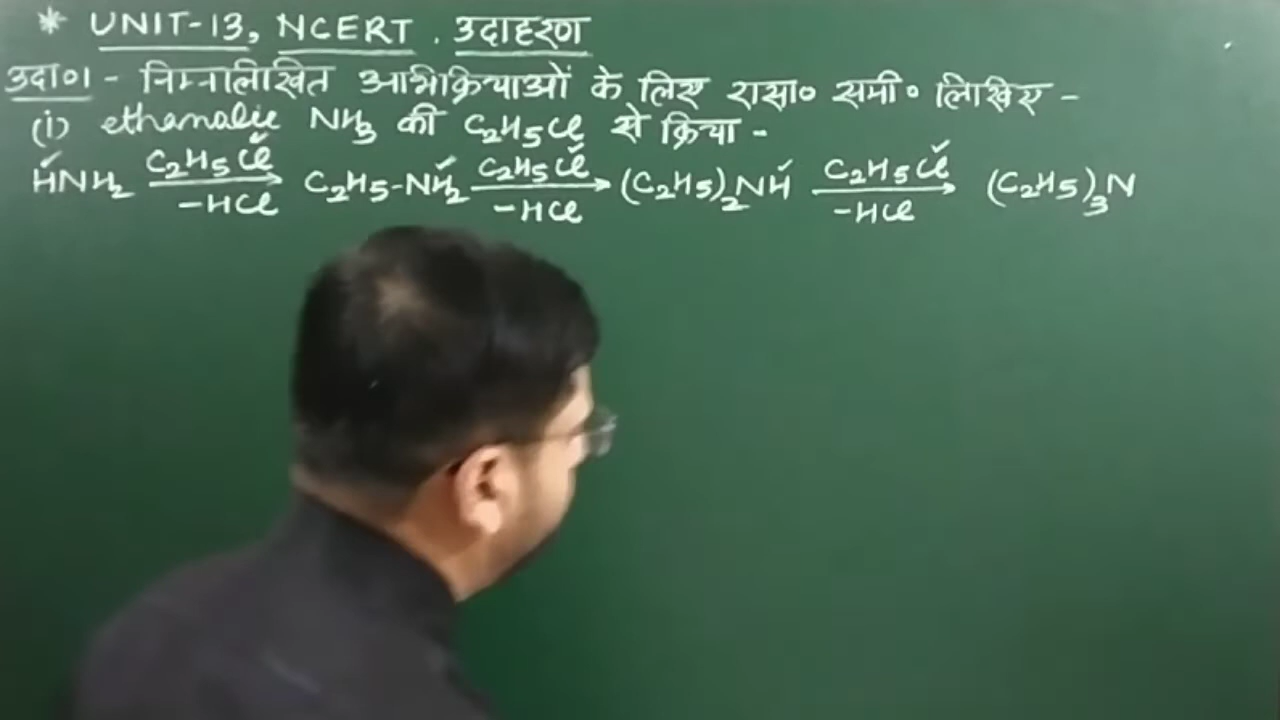 * UNIT-13, NCERT. उदाहरण
उदा०1 - निम्नलिखित अभिक्रियाओं के लिए रासा० समी० लिखिए -
(i) ethanolic NH3 की C2H5Cl से क्रिया -
HNH2 C2H5Cl -HCl → C2H5-NH2 C2H5Cl -HCl → (C2H5)2NH C2H5Cl -HCl → (C2H5)3N